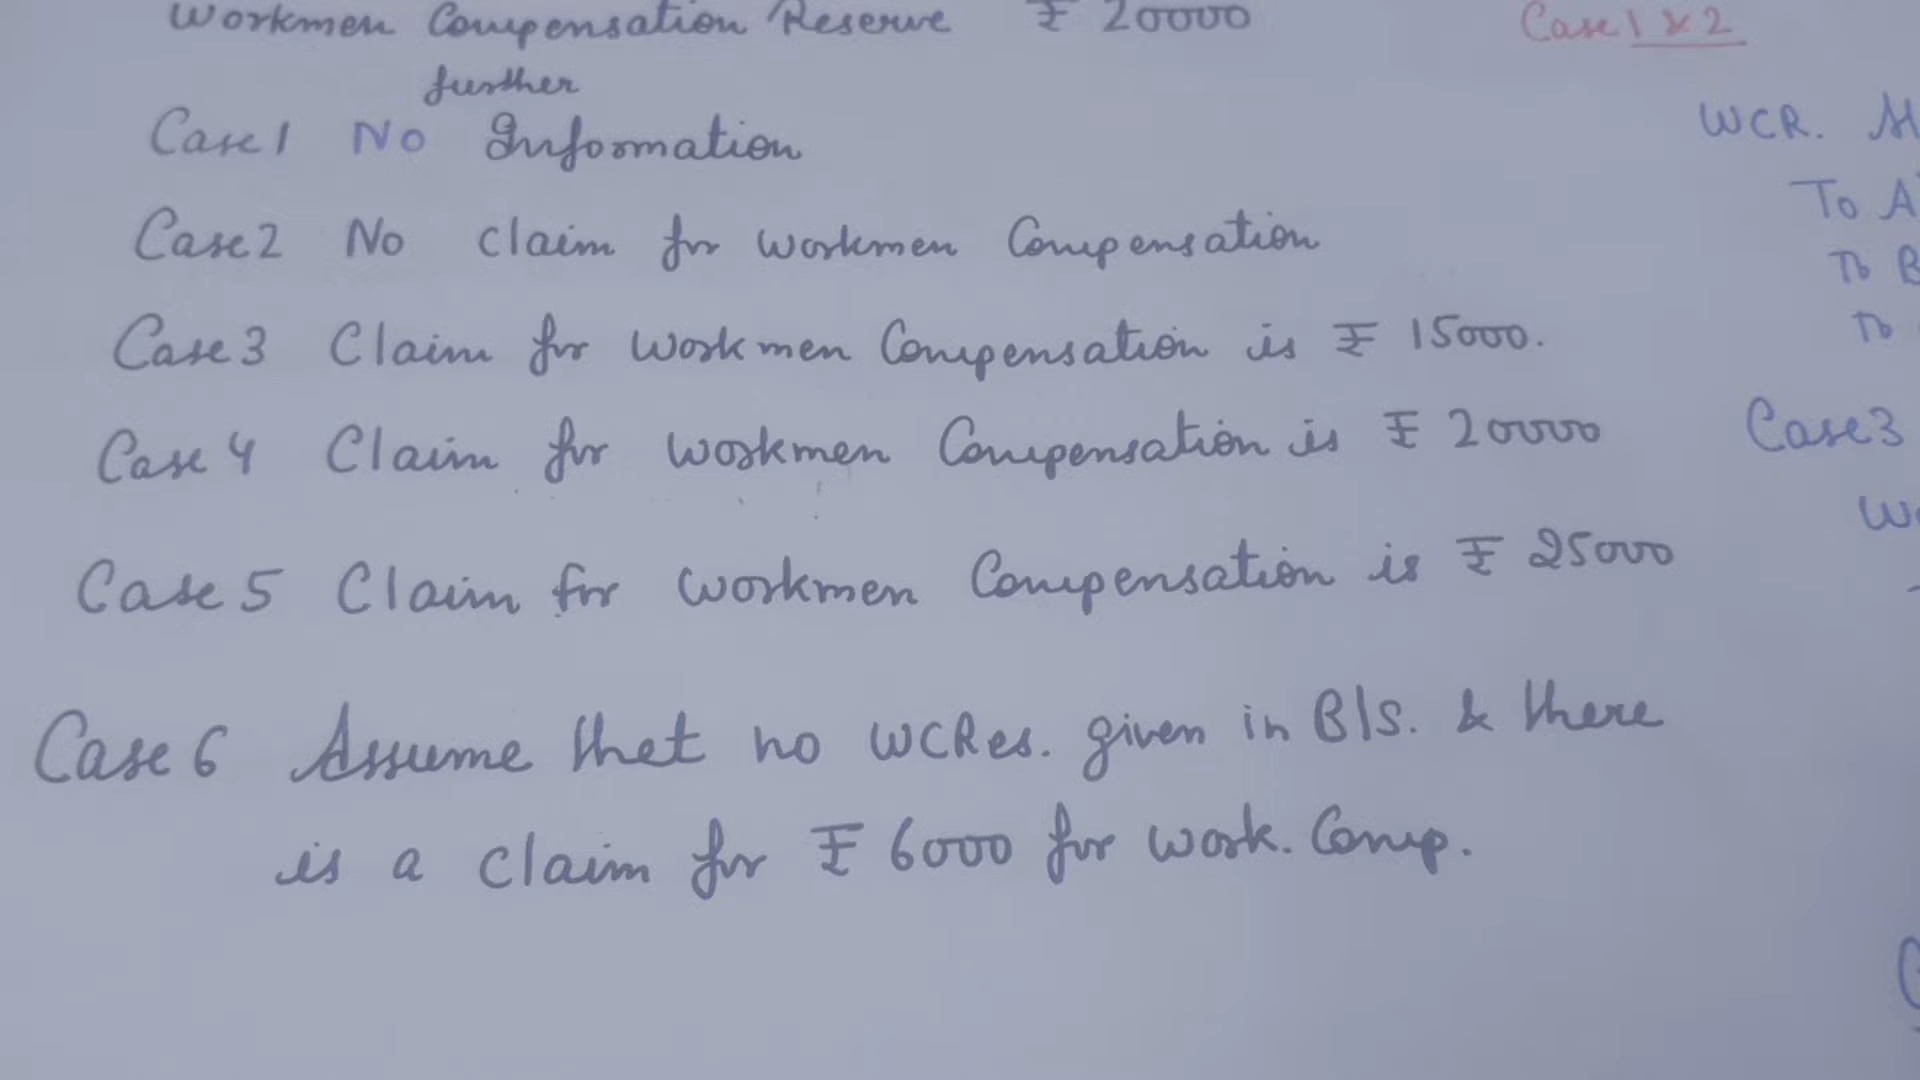 Workmen Compensation Reserve ₹ 20000
further
Case 1 No Information
Case 2 No claim for workmen Compensation
Case 3 Claim for Workmen Compensation is ₹ 15000.
Case 4 Claim for workmen Compensation is ₹ 20000
Case 5 Claim for workmen Compensation is ₹ 25000
Case 6 Assume that no WCRes. given in B/S. & there
is a claim for ₹ 6000 for work. Comp.
Case 1 & 2
WCR.
To A
To B
To
Case 3